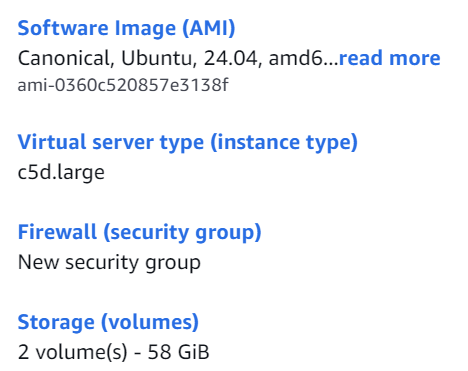 Software Image (AMI)
Canonical, Ubuntu, 24.04, amd6...read more
ami-0360c520857e3138f
Virtual server type (instance type)
c5d.large
Firewall (security group)
New security group
Storage (volumes)
2 volume(s) - 58 GiB